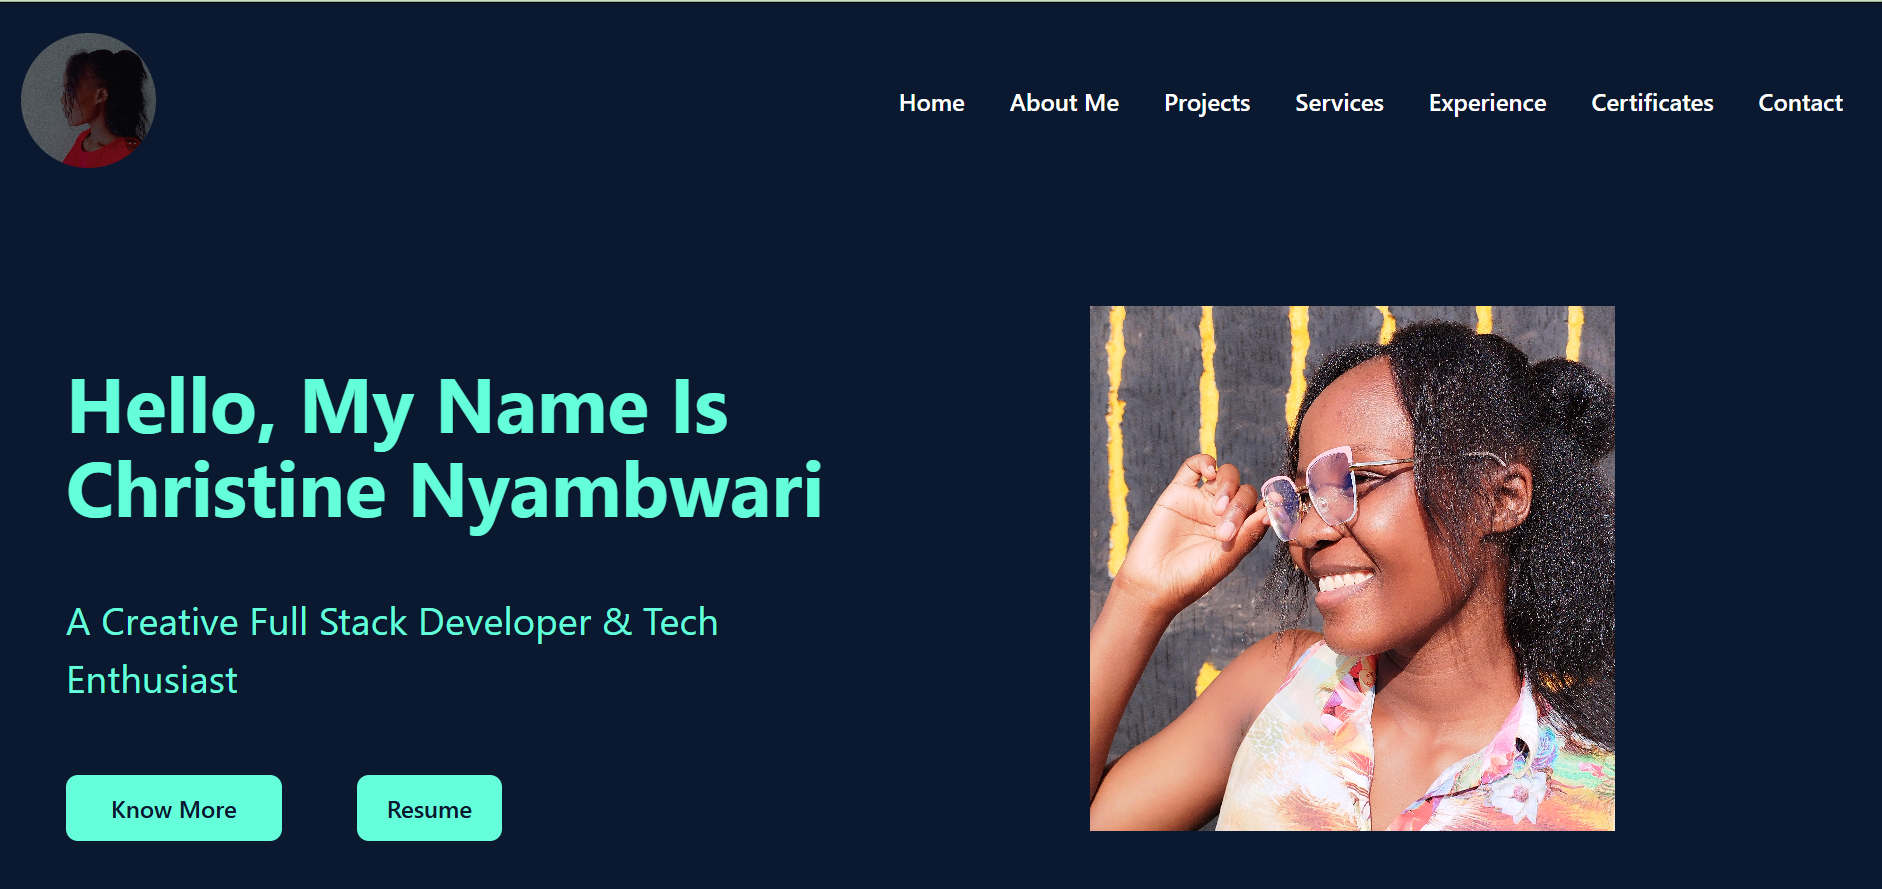 Home About Me Projects Services Experience Certificates Contact
Hello, My Name Is
Christine Nyambwari
A Creative Full Stack Developer & Tech
Enthusiast
Know More Resume